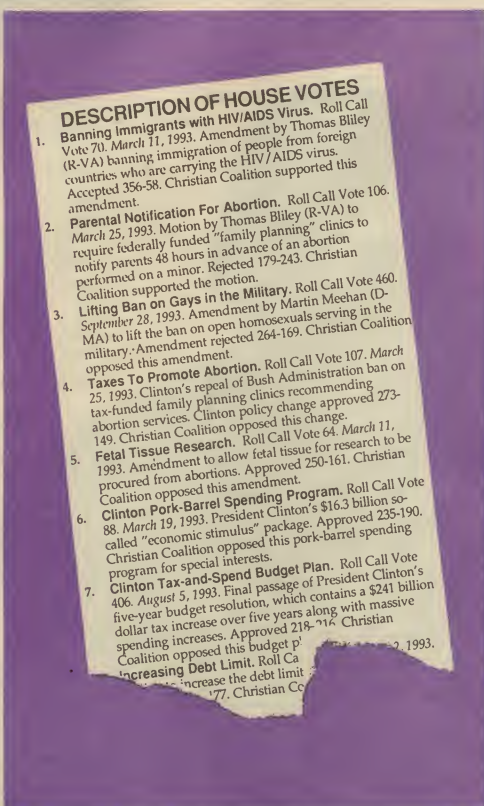 DESCRIPTION OF HOUSE VOTES
1. Banning Immigrants with HIV/AIDS Virus. Roll Call
Vote 70. March 11, 1993. Amendment by Thomas Bliley
(R-VA) banning immigration of people from foreign
countries who are carrying the HIV/AIDS virus.
Accepted 356-58. Christian Coalition supported this
amendment.
2. Parental Notification For Abortion. Roll Call Vote 106.
March 25, 1993. Motion by Thomas Bliley (R-VA) to
require federally funded "family planning" clinics to
notify parents 48 hours in advance of an abortion
performed on a minor. Rejected 179-243. Christian
Coalition supported the motion.
3. Lifting Ban on Gays in the Military. Roll Call Vote 460.
September 28, 1993. Amendment by Martin Meehan (D-
MA) to lift the ban on open homosexuals serving in the
military. Amendment rejected 264-169. Christian Coalition
opposed this amendment.
4. Taxes To Promote Abortion. Roll Call Vote 107. March
25, 1993. Clinton's repeal of Bush Administration ban on
tax-funded family planning clinics recommending
abortion services. Clinton policy change approved 273-
149. Christian Coalition opposed this change.
5. Fetal Tissue Research. Roll Call Vote 64. March 11,
1993. Amendment to allow fetal tissue for research to be
procured from abortions. Approved 250-161. Christian
Coalition opposed this amendment.
6. Clinton Pork-Barrel Spending Program. Roll Call Vote
88. March 19, 1993. President Clinton's $16.3 billion so-
called "economic stimulus" package. Approved 235-190.
Christian Coalition opposed this pork-barrel spending
program for special interests.
7. Clinton Tax-and-Spend Budget Plan. Roll Call Vote
406. August 5, 1993. Final passage of President Clinton's
five-year budget resolution, which contains a $241 billion
dollar tax increase over five years along with massive
spending increases. Approved 218-216. Christian
Coalition opposed this budget
Increasing Debt Limit. Roll 1993.
increase the debt limit
77. Christian